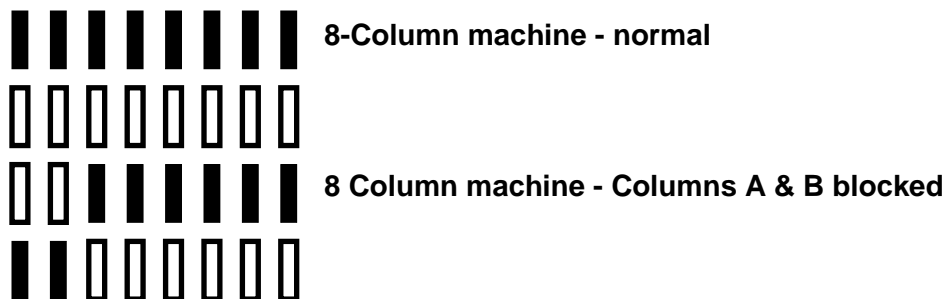 8-Column machine - normal
8 Column machine - Columns A & B blocked